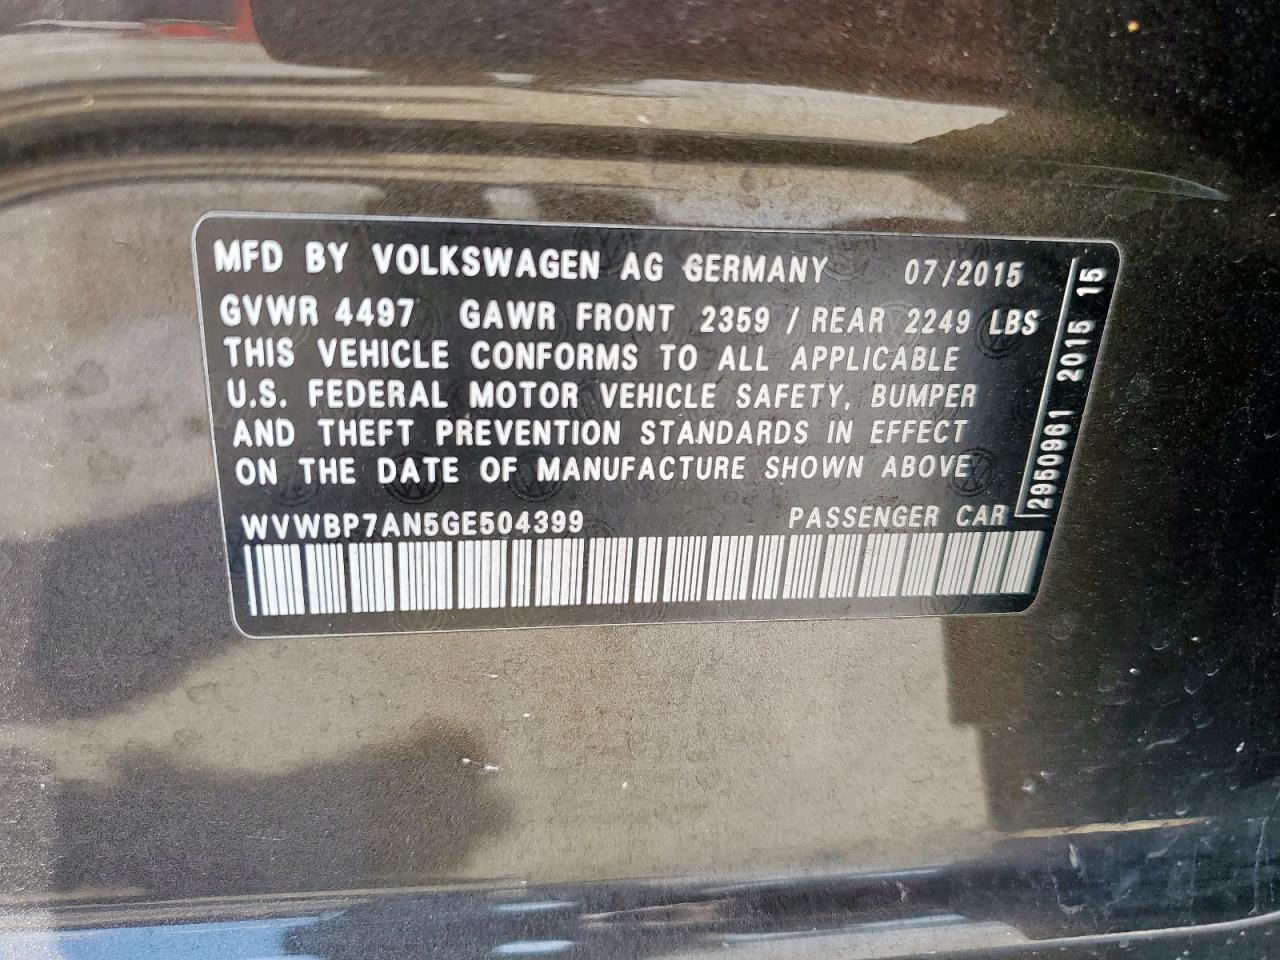 MFD BY VOLKSWAGEN AG GERMANY 07/2015
GVWR 4497 GAWR FRONT 2359 / REAR 2249 LBS
THIS VEHICLE CONFORMS TO ALL APPLICABLE
U.S. FEDERAL MOTOR VEHICLE SAFETY, BUMPER
AND THEFT PREVENTION STANDARDS IN EFFECT
ON THE DATE OF MANUFACTURE SHOWN ABOVE
WVWBP7AN5GE504399 PASSENGER CAR
2950961 2015 15